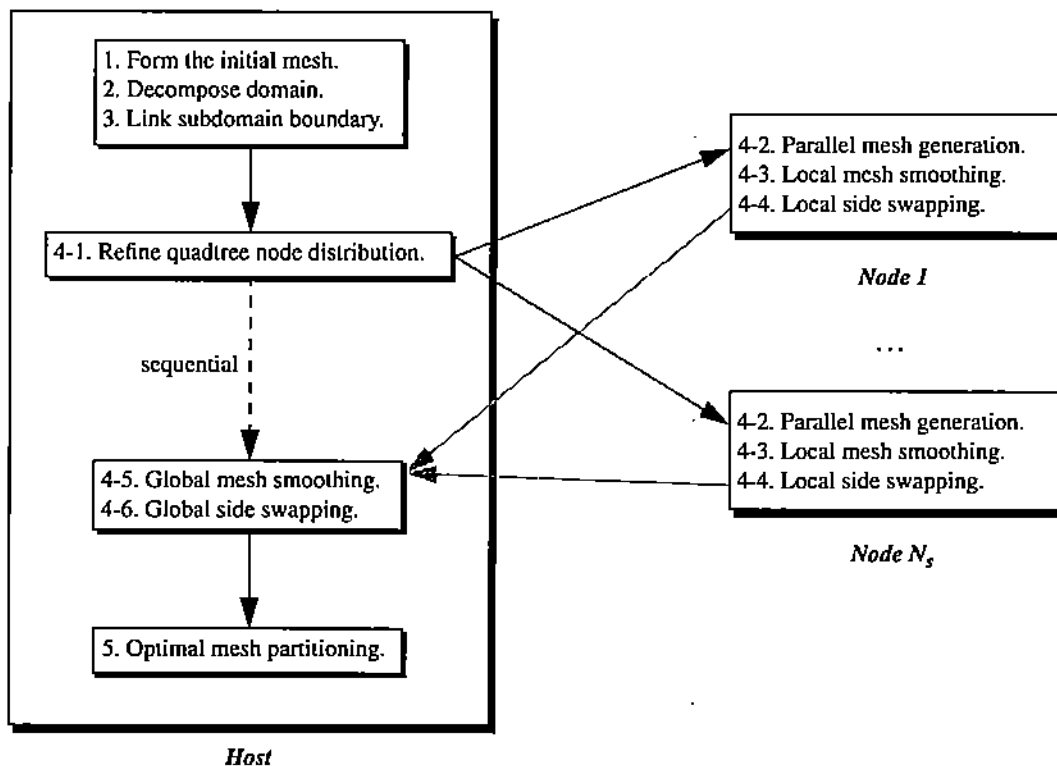 1. Form the initial mesh.
2. Decompose domain.
3. Link subdomain boundary.
4-1. Refine quadtree node distribution.
sequential
4-5. Global mesh smoothing.
4-6. Global side swapping.
5. Optimal mesh partitioning.
Host
4-2. Parallel mesh generation.
4-3. Local mesh smoothing.
4-4. Local side swapping.
Node 1
...
4-2. Parallel mesh generation.
4-3. Local mesh smoothing.
4-4. Local side swapping.
Node Ns